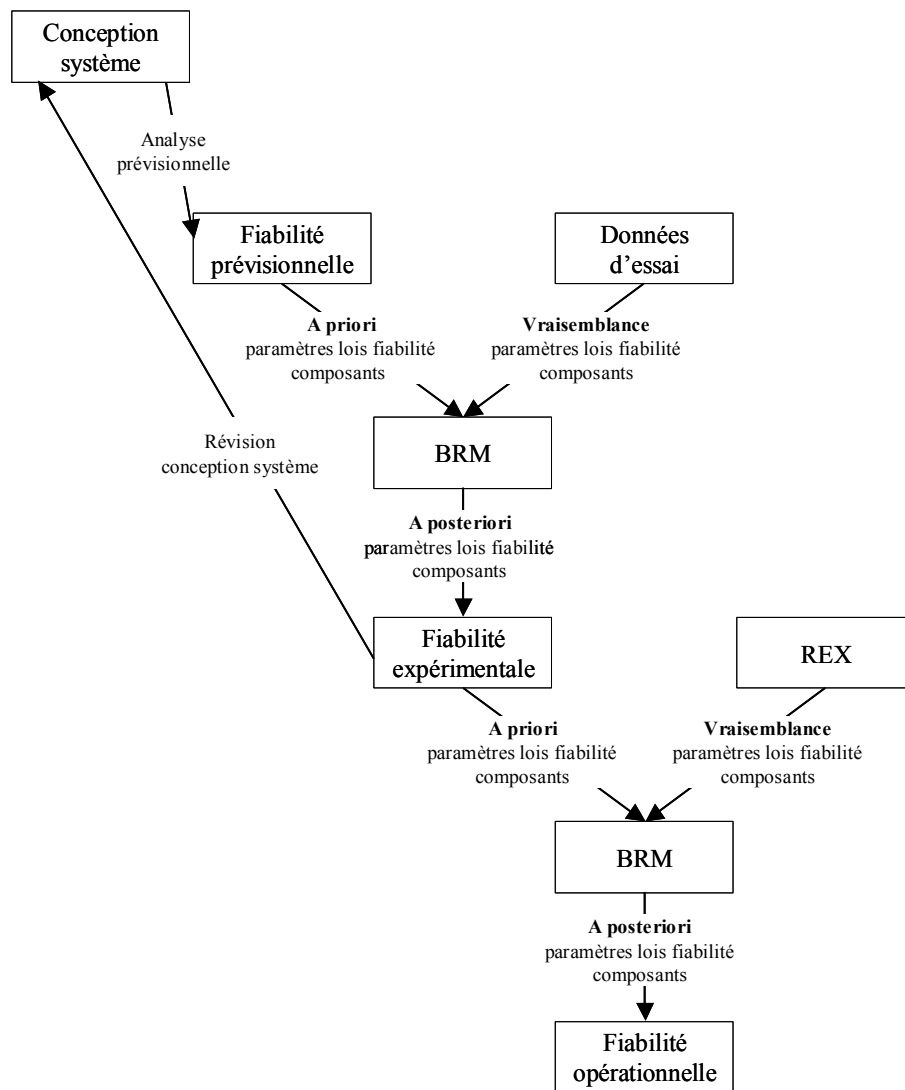 Conception
système
Analyse
prévisionnelle
Fiabilité
prévisionnelle
Données
d'essai
A priori
paramètres lois fiabilité
composants
Vraisemblance
paramètres lois fiabilité
composants
BRM
Révision
conception système
A posteriori
paramètres lois fiabilité
composants
Fiabilité
expérimentale
REX
A priori
paramètres lois fiabilité
composants
Vraisemblance
paramètres lois fiabilité
composants
BRM
A posteriori
paramètres lois fiabilité
composants
Fiabilité
opérationnelle